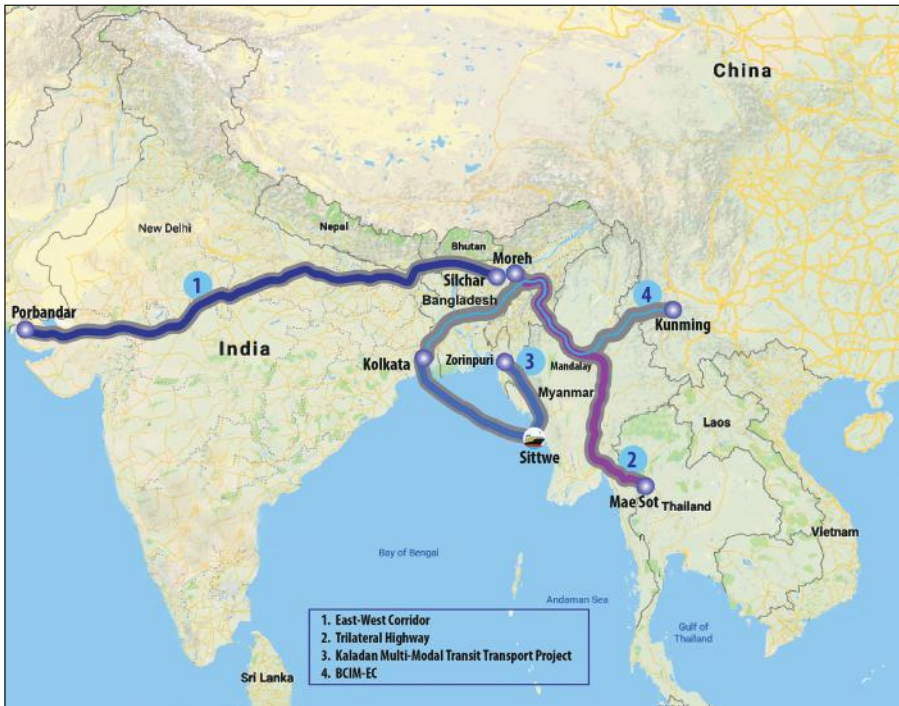 China
New Delhi
Nepal
Bhutan
Moreh
Silchar
1
Bangladesh
4
Porbandar
Kunming
India
Kolkata
Zorinpuri
3
Mandalay
Myanmar
Laos
Sittwe
2
Mae Sot
Thailand
Vietnam
Bay of Bengal
Andaman Sea
Gulf of
Thailand
1. East-West Corridor
2. Trilateral Highway
3. Kaladan Multi-Modal Transit Transport Project
4. BCIM-EC
Sri Lanka